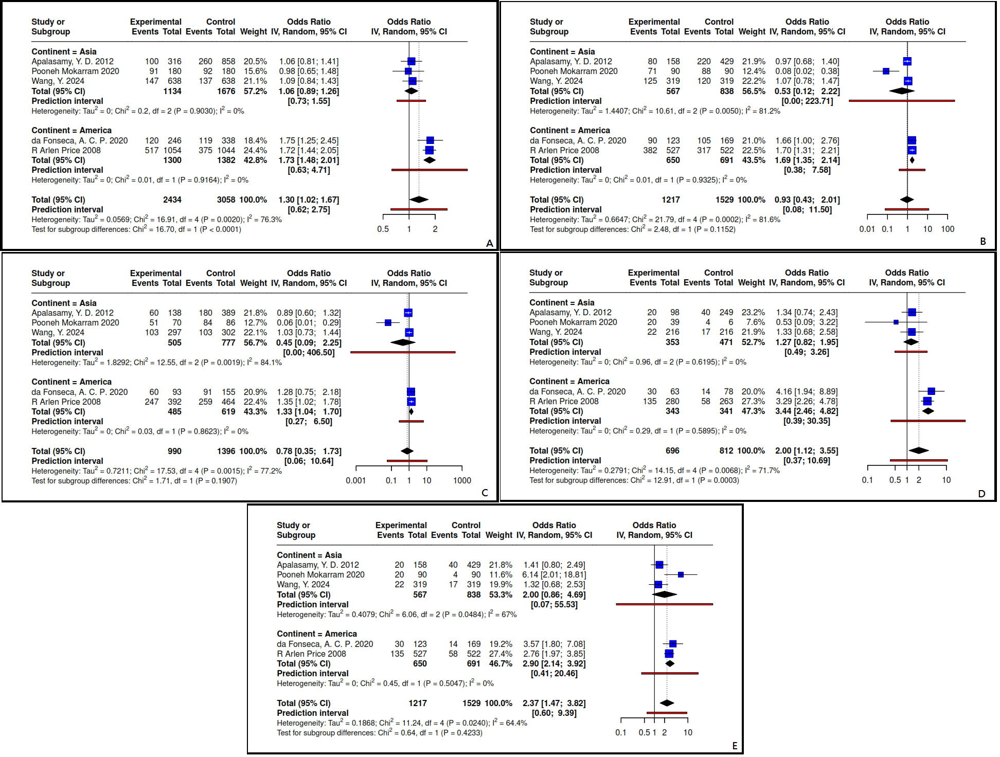 Study or Experimental Control Odds Ratio Odds Ratio
Subgroup Events Total Events Total Weight IV, Random, 95% CI IV, Random, 95% CI
Continent = Asia
Apalasamy, Y. D. 2012 100 316 260 858 20.5% 1.06 [0.81; 1.41]
Pooneh Mokarram 2020 91 180 92 180 15.6% 0.98 [0.65; 1.48]
Wang, Y. 2024 147 638 137 638 21.1% 1.09 [0.84; 1.43]
Total (95% CI) 1134 1676 57.2% 1.06 [0.89; 1.26]
Prediction interval [0.73; 1.55]
Heterogeneity: Tau² = 0; Chi² = 0.2, df = 2 (P = 0.9030); I² = 0%
Continent = America
da Fonseca, A. C. P. 2020 120 246 119 338 18.4% 1.75 [1.25; 2.45]
R Arlen Price 2008 517 1054 375 1044 24.4% 1.72 [1.44; 2.05]
Total (95% CI) 1300 1382 42.8% 1.73 [1.48; 2.01]
Prediction interval [0.63; 4.71]
Heterogeneity: Tau² = 0; Chi² = 0.01, df = 1 (P = 0.9164); I² = 0%
Total (95% CI) 2434 3058 100.0% 1.30 [1.02; 1.67]
Prediction interval [0.62; 2.75]
Heterogeneity: Tau² = 0.0569; Chi² = 16.91, df = 4 (P = 0.0020); I² = 76.3%
Test for subgroup differences: Chi² = 16.70, df = 1 (P < 0.0001) 0.5 1 2
A
Study or Experimental Control Odds Ratio Odds Ratio
Subgroup Events Total Events Total Weight IV, Random, 95% CI IV, Random, 95% CI
Continent = Asia
Apalasamy, Y. D. 2012 80 158 220 429 21.9% 0.97 [0.68; 1.40]
Pooneh Mokarram 2020 71 90 88 90 12.4% 0.08 [0.02; 0.38]
Wang, Y. 2024 125 319 120 319 22.2% 1.07 [0.78; 1.47]
Total (95% CI) 567 838 56.5% 0.53 [0.12; 2.22]
Prediction interval [0.00; 223.71]
Heterogeneity: Tau² = 1.4407; Chi² = 10.61, df = 2 (P = 0.0050); I² = 81.2%
Continent = America
da Fonseca, A. C. P. 2020 90 123 105 169 21.0% 1.66 [1.00; 2.76]
R Arlen Price 2008 382 527 317 522 22.5% 1.70 [1.31; 2.21]
Total (95% CI) 650 691 43.5% 1.69 [1.35; 2.14]
Prediction interval [0.38; 7.58]
Heterogeneity: Tau² = 0; Chi² = 0.01, df = 1 (P = 0.9325); I² = 0%
Total (95% CI) 1217 1529 100.0% 0.93 [0.43; 2.01]
Prediction interval [0.08; 11.50]
Heterogeneity: Tau² = 0.6647; Chi² = 21.79, df = 4 (P = 0.0002); I² = 81.6%
Test for subgroup differences: Chi² = 2.48, df = 1 (P = 0.1152) 0.01 0.1 1 10 100
B
Study or Experimental Control Odds Ratio Odds Ratio
Subgroup Events Total Events Total Weight IV, Random, 95% CI IV, Random, 95% CI
Continent = Asia
Apalasamy, Y. D. 2012 60 138 180 389 21.8% 0.89 [0.60; 1.32]
Pooneh Mokarram 2020 51 70 84 86 12.7% 0.06 [0.01; 0.29]
Wang, Y. 2024 103 297 103 302 22.1% 1.03 [0.73; 1.44]
Total (95% CI) 505 777 56.7% 0.45 [0.09; 2.25]
Prediction interval [0.00; 406.50]
Heterogeneity: Tau² = 1.8292; Chi² = 12.55, df = 2 (P = 0.0019); I² = 84.1%
Continent = America
da Fonseca, A. C. P. 2020 60 93 91 155 20.9% 1.28 [0.75; 2.18]
R Arlen Price 2008 247 392 259 464 22.4% 1.35 [1.02; 1.78]
Total (95% CI) 485 619 43.3% 1.33 [1.04; 1.70]
Prediction interval [0.27; 6.50]
Heterogeneity: Tau² = 0; Chi² = 0.03, df = 1 (P = 0.8623); I² = 0%
Total (95% CI) 990 1396 100.0% 0.78 [0.35; 1.73]
Prediction interval [0.06; 10.64]
Heterogeneity: Tau² = 0.7211; Chi² = 17.53, df = 4 (P = 0.0015); I² = 77.2%
Test for subgroup differences: Chi² = 1.71, df = 1 (P = 0.1907) 0.001 0.1 1 10 1000
C
Study or Experimental Control Odds Ratio Odds Ratio
Subgroup Events Total Events Total Weight IV, Random, 95% CI IV, Random, 95% CI
Continent = Asia
Apalasamy, Y. D. 2012 20 98 40 249 23.2% 1.34 [0.74; 2.43]
Pooneh Mokarram 2020 20 39 4 6 7.6% 0.53 [0.09; 3.22]
Wang, Y. 2024 22 216 17 216 21.9% 1.33 [0.68; 2.58]
Total (95% CI) 353 471 52.7% 1.27 [0.82; 1.95]
Prediction interval [0.49; 3.26]
Heterogeneity: Tau² = 0; Chi² = 0.96, df = 2 (P = 0.6195); I² = 0%
Continent = America
da Fonseca, A. C. P. 2020 30 63 14 78 20.0% 4.16 [1.94; 8.89]
R Arlen Price 2008 135 280 58 263 27.3% 3.29 [2.26; 4.78]
Total (95% CI) 343 341 47.3% 3.44 [2.46; 4.82]
Prediction interval [0.39; 30.35]
Heterogeneity: Tau² = 0; Chi² = 0.29, df = 1 (P = 0.5895); I² = 0%
Total (95% CI) 696 812 100.0% 2.00 [1.12; 3.55]
Prediction interval [0.37; 10.69]
Heterogeneity: Tau² = 0.2791; Chi² = 14.15, df = 4 (P = 0.0068); I² = 71.7%
Test for subgroup differences: Chi² = 12.91, df = 1 (P = 0.0003) 0.1 0.5 1 2 10
D
Study or Experimental Control Odds Ratio Odds Ratio
Subgroup Events Total Events Total Weight IV, Random, 95% CI IV, Random, 95% CI
Continent = Asia
Apalasamy, Y. D. 2012 20 158 40 429 21.8% 1.41 [0.80; 2.49]
Pooneh Mokarram 2020 20 90 4 90 11.6% 6.14 [2.01; 18.81]
Wang, Y. 2024 22 319 17 319 19.9% 1.32 [0.68; 2.53]
Total (95% CI) 567 838 53.3% 2.00 [0.86; 4.69]
Prediction interval [0.07; 55.53]
Heterogeneity: Tau² = 0.4079; Chi² = 6.06, df = 2 (P = 0.0484); I² = 67%
Continent = America
da Fonseca, A. C. P. 2020 30 123 14 169 19.2% 3.57 [1.80; 7.08]
R Arlen Price 2008 135 527 58 522 27.4% 2.76 [1.97; 3.85]
Total (95% CI) 650 691 46.7% 2.90 [2.14; 3.92]
Prediction interval [0.41; 20.46]
Heterogeneity: Tau² = 0; Chi² = 0.45, df = 1 (P = 0.5047); I² = 0%
Total (95% CI) 1217 1529 100.0% 2.37 [1.47; 3.82]
Prediction interval [0.60; 9.39]
Heterogeneity: Tau² = 0.1868; Chi² = 11.24, df = 4 (P = 0.0240); I² = 64.4%
Test for subgroup differences: Chi² = 0.64, df = 1 (P = 0.4233) 0.1 0.5 1 2 10
E